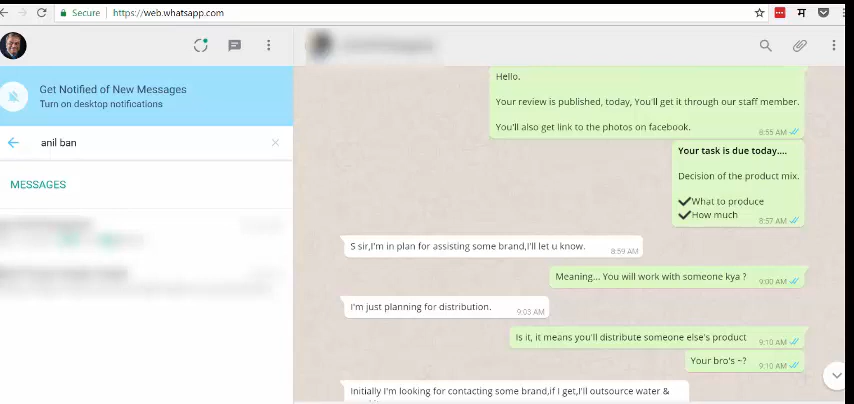 Secure https://web.whatsapp.com
म
Get Notified of New Messages
Turn on desktop notifications
anil ban
MESSAGES
Hello.
Your review is published, today, You'll get it through our staff member.
You'll also get link to the photos on facebook.
8:55 AM
Your task is due today....
Decision of the product mix.
✔What to produce
✔How much
8:57 AM
S sir,I'm in plan for assisting some brand,I'll let u know.
8:59 AM
Meaning... You will work with someone kya ?
9:00 AM
I'm just planning for distribution.
9:03 AM
Is it, it means you'll distribute someone else's product
9:10 AM
Your bro's ~?
9:10 AM
Initially I'm looking for contacting some brand,if I get,I'll outsource water &